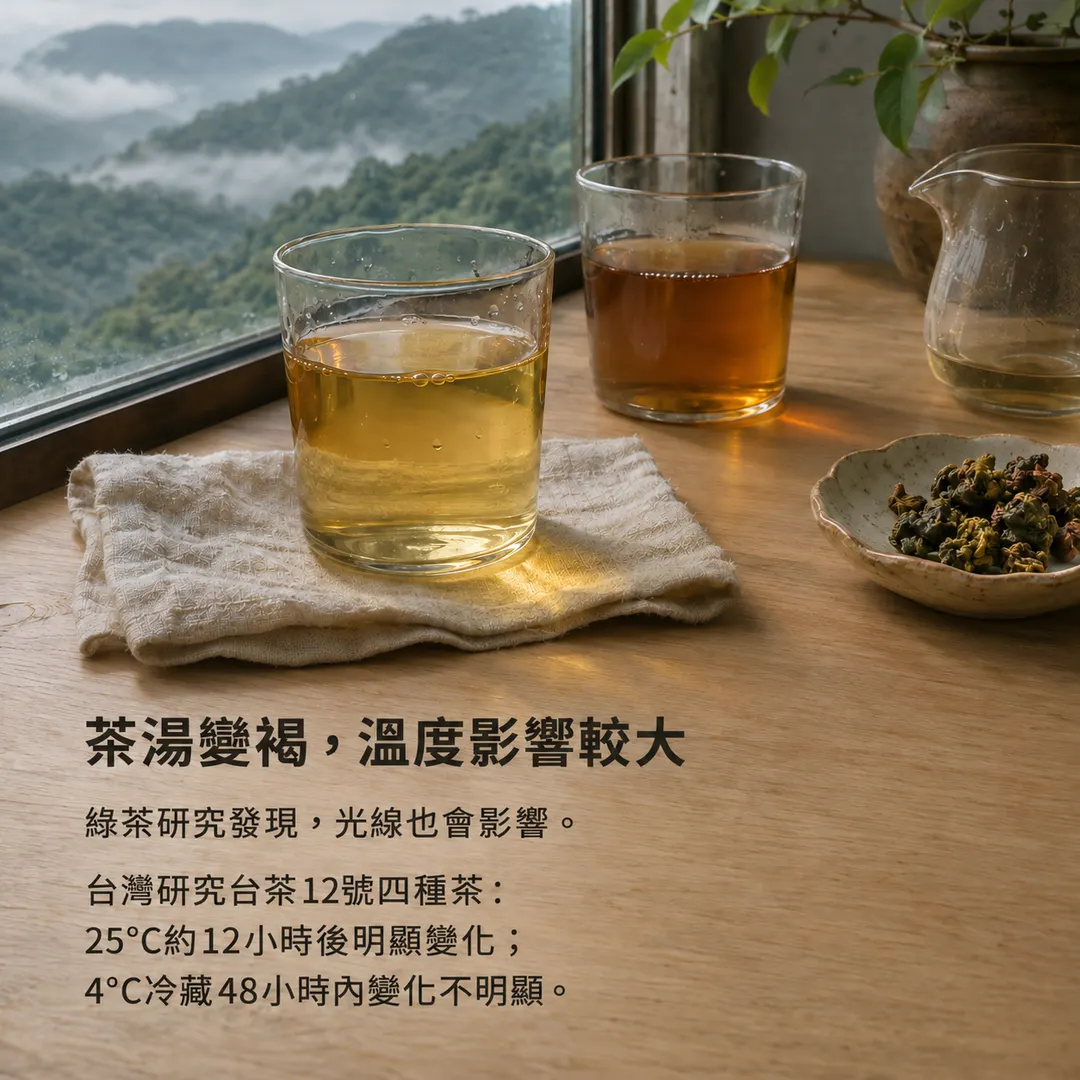 茶湯變褐，溫度影響較大
綠茶研究發現，光線也會影響。
台灣研究台茶12號四種茶：
25°C約12小時後明顯變化；
4°C冷藏48小時內變化不明顯。